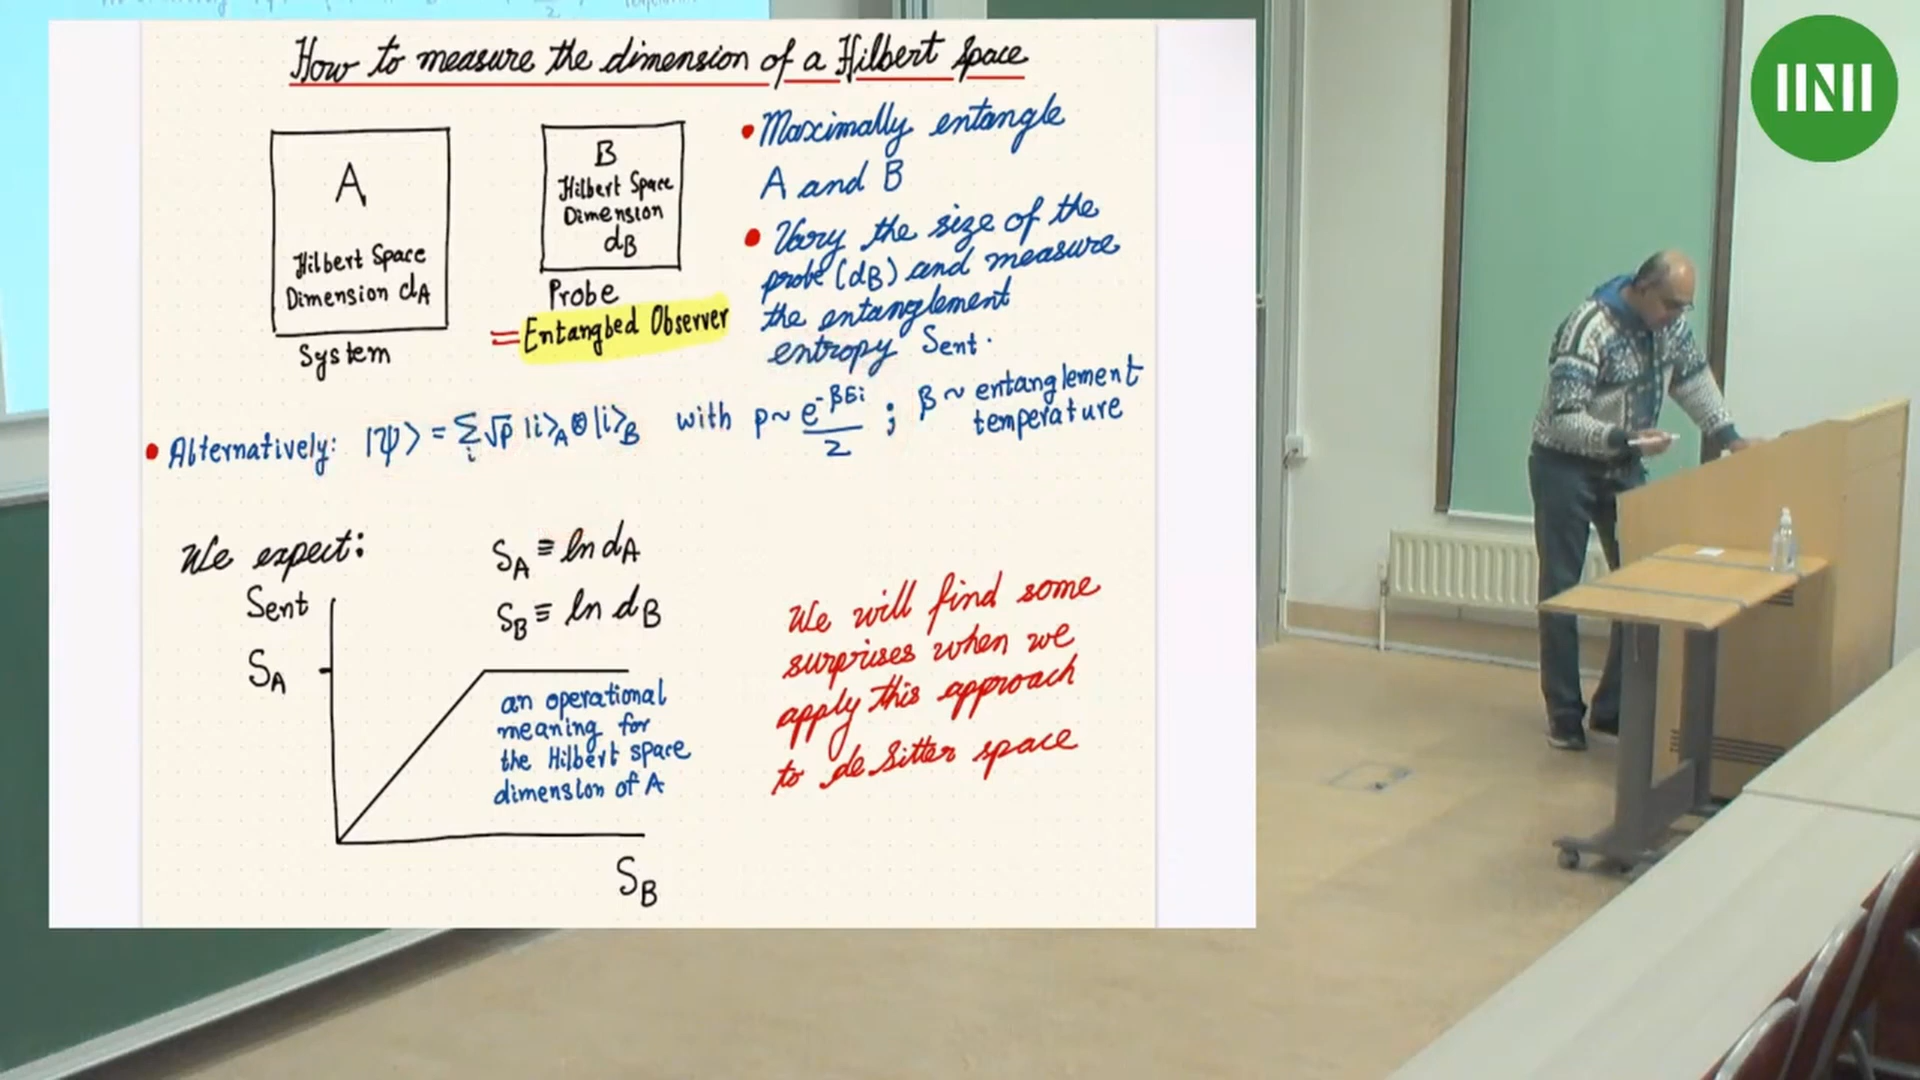 How to measure the dimension of a Hilbert Space
A
Hilbert Space
Dimension dA
System
B
Hilbert Space
Dimension
dB
Probe
= Entangbed Observer
• Maximally entangle
A and B
• Vary the size of the
probe (dB) and measure
the entanglement
entropy Sent.
• Alternatively: |ψ⟩ = Σi √p |i⟩A ⊗ |i⟩B with p ~ e^-βEi / Z ; β ~ entanglement
temperature
We expect:
SA ≡ ln dA
SB ≡ ln dB
Sent
SA
an operational
meaning for
the Hilbert space
dimension of A
SB
We will find some
surprises when we
apply this approach
to de Sitter space